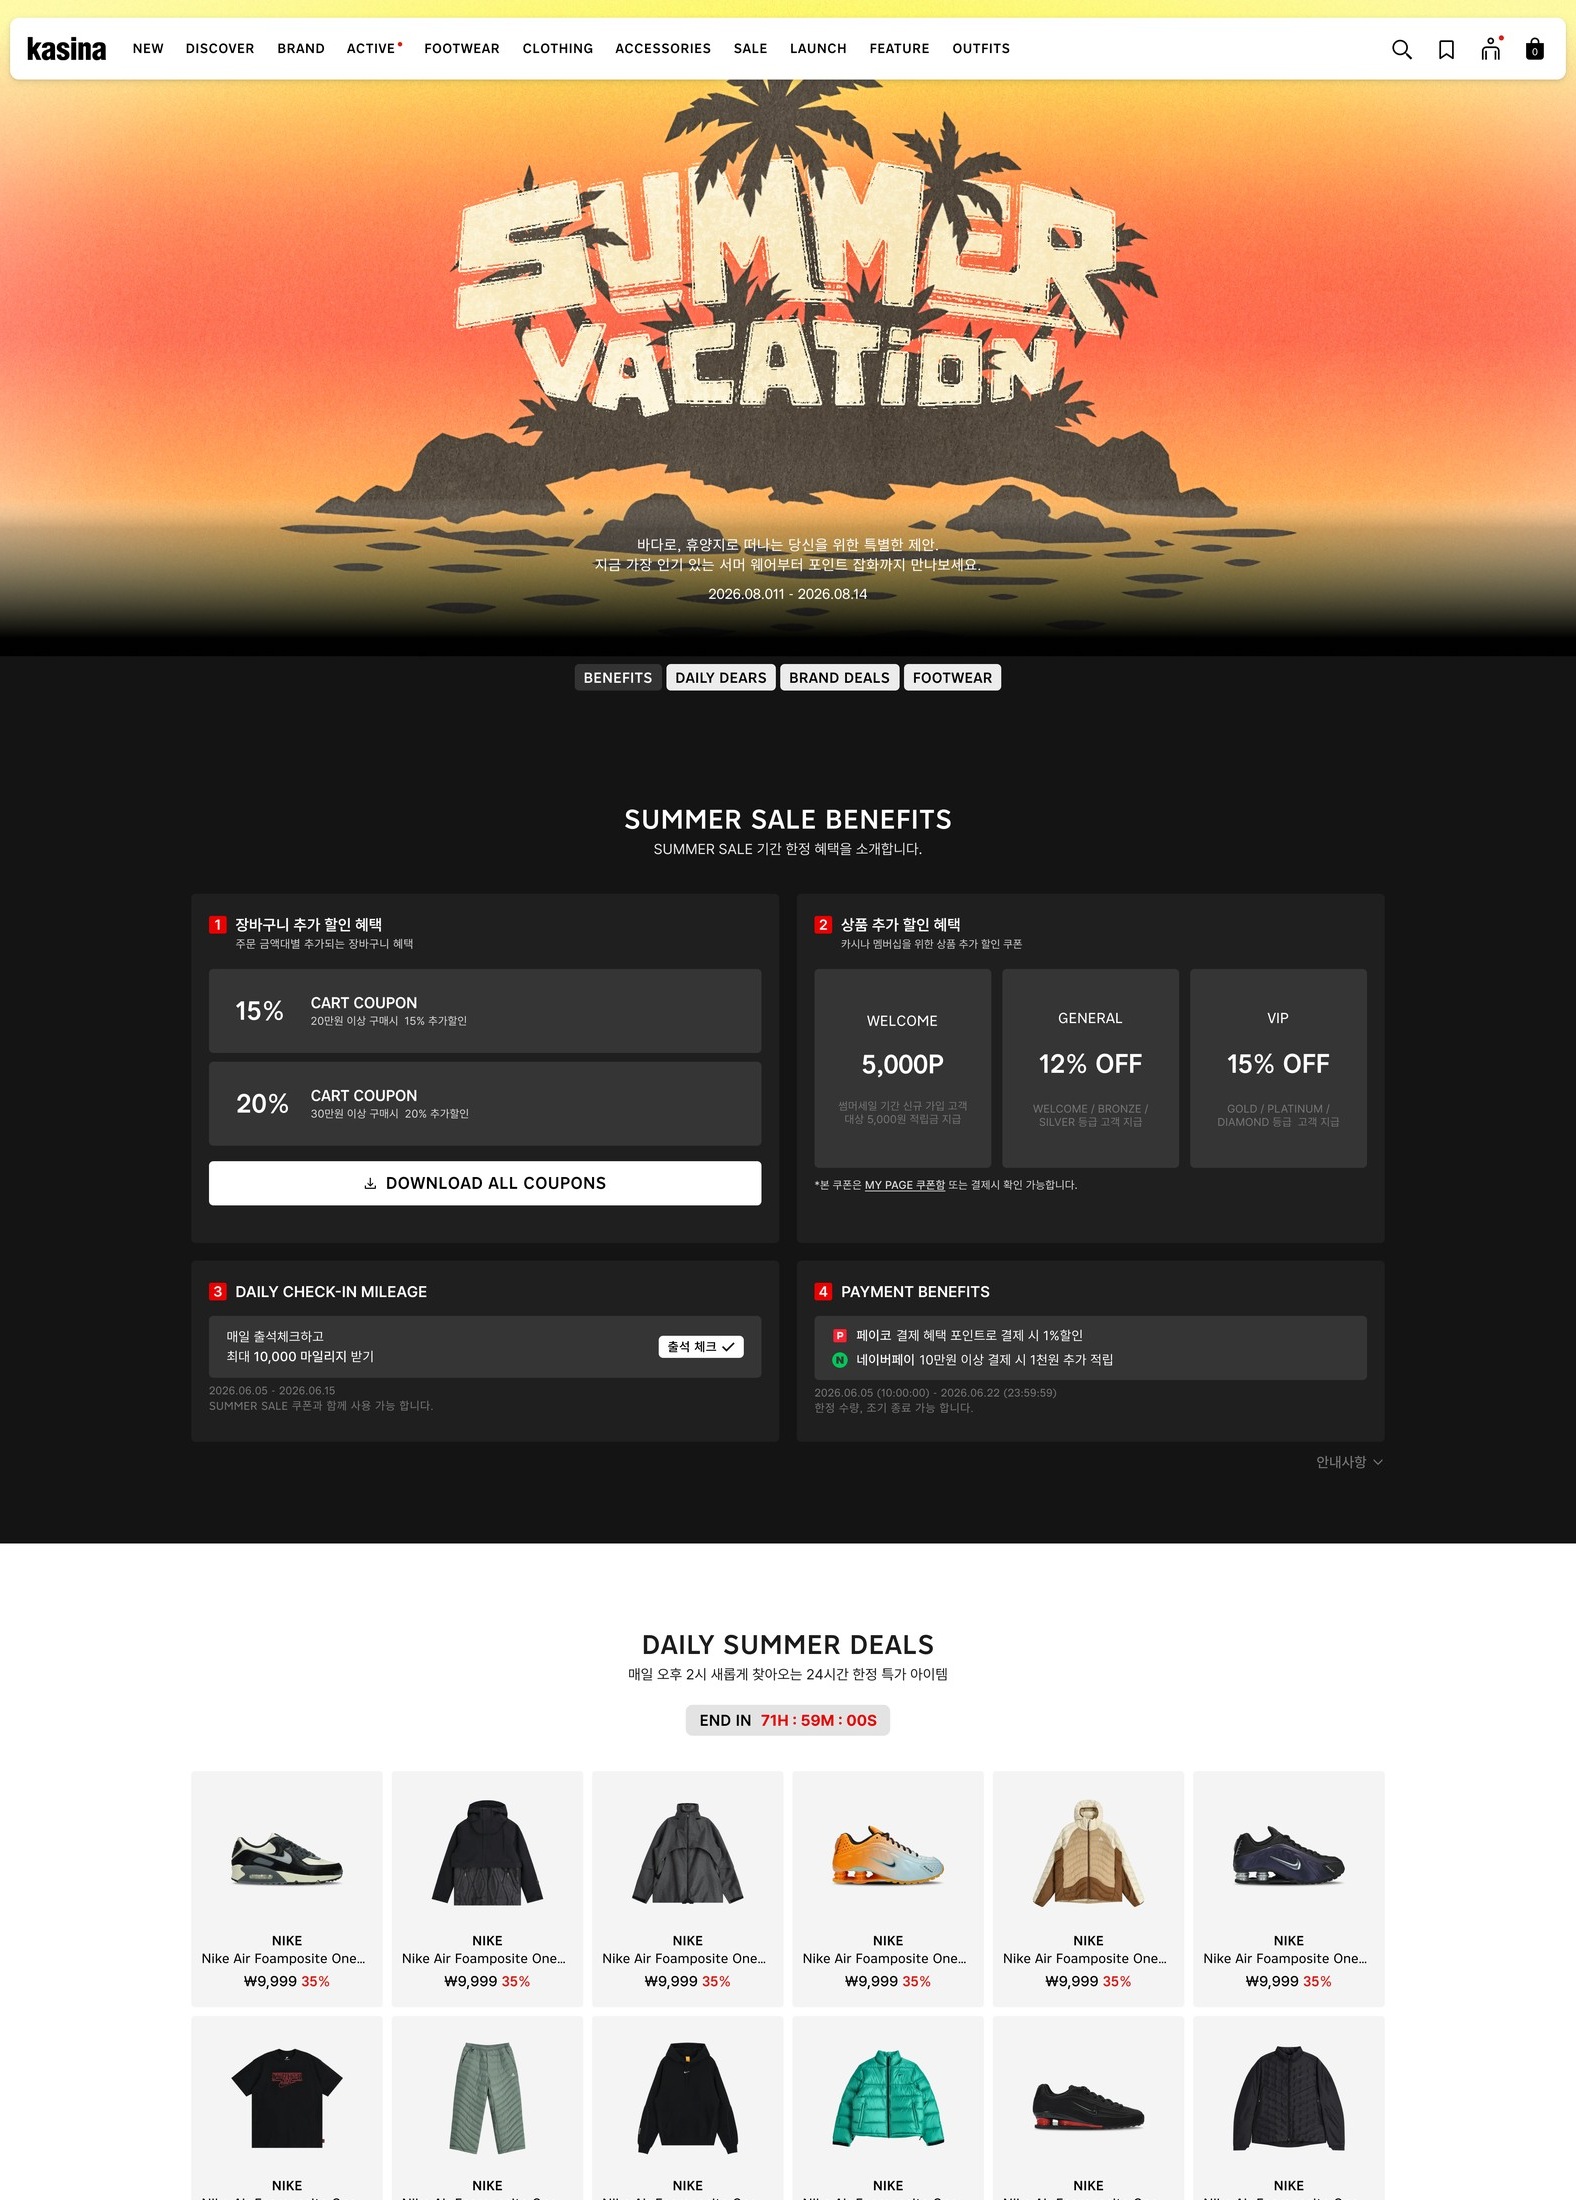 kasina NEW DISCOVER BRAND ACTIVE FOOTWEAR CLOTHING ACCESSORIES SALE LAUNCH FEATURE OUTFITS 0
SUMMER
VACATiON
바다로, 휴양지로 떠나는 당신을 위한 특별한 제안.
지금 가장 인기 있는 서머 웨어부터 포인트 잡화까지 만나보세요.
2026.08.011 - 2026.08.14
BENEFITS DAILY DEARS BRAND DEALS FOOTWEAR
SUMMER SALE BENEFITS
SUMMER SALE 기간 한정 혜택을 소개합니다.
1 장바구니 추가 할인 혜택
주문 금액대별 추가되는 장바구니 혜택
15% CART COUPON
20만원 이상 구매시 15% 추가할인
20% CART COUPON
30만원 이상 구매시 20% 추가할인
DOWNLOAD ALL COUPONS
2 상품 추가 할인 혜택
카시나 멤버십을 위한 상품 추가 할인 쿠폰
WELCOME
5,000P
썸머세일 기간 신규 가입 고객
대상 5,000원 적립금 지급
GENERAL
12% OFF
WELCOME / BRONZE /
SILVER 등급 고객 지급
VIP
15% OFF
GOLD / PLATINUM /
DIAMOND 등급 고객 지급
*본 쿠폰은 MY PAGE 쿠폰함 또는 결제시 확인 가능합니다.
3 DAILY CHECK-IN MILEAGE
매일 출석체크하고
최대 10,000 마일리지 받기
출석 체크
2026.06.05 - 2026.06.15
SUMMER SALE 쿠폰과 함께 사용 가능 합니다.
4 PAYMENT BENEFITS
P 페이코 결제 혜택 포인트로 결제 시 1%할인
N 네이버페이 10만원 이상 결제 시 1천원 추가 적립
2026.06.05 (10:00:00) - 2026.06.22 (23:59:59)
한정 수량, 조기 종료 가능 합니다.
안내사항
DAILY SUMMER DEALS
매일 오후 2시 새롭게 찾아오는 24시간 한정 특가 아이템
END IN 71H : 59M : 00S
NIKE NIKE NIKE NIKE NIKE NIKE
Nike Air Foamposite One... Nike Air Foamposite One... Nike Air Foamposite One... Nike Air Foamposite One... Nike Air Foamposite One... Nike Air Foamposite One...
₩9,999 35% ₩9,999 35% ₩9,999 35% ₩9,999 35% ₩9,999 35% ₩9,999 35%
NIKE NIKE NIKE NIKE NIKE NIKE